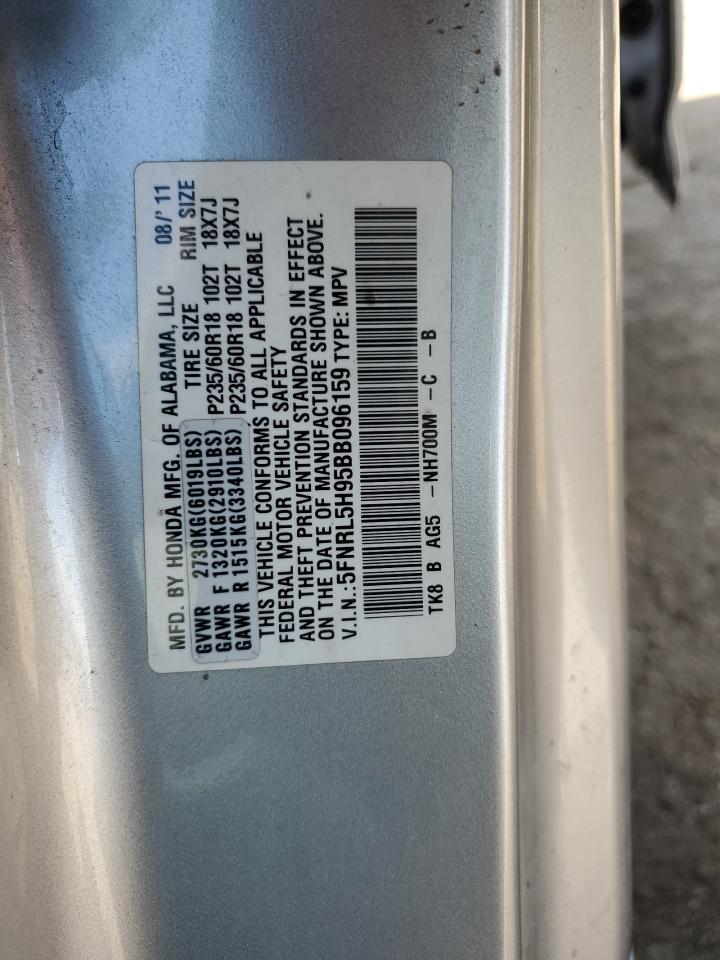 MFD. BY HONDA MFG. OF ALABAMA, LLC 08/' 11
TIRE SIZE RIM SIZE
GVWR 2730KG(6019LBS)
GAWR F 1320KG(2910LBS) P235/60R18 102T 18X7J
GAWR R 1515KG(3340LBS) P235/60R18 102T 18X7J
THIS VEHICLE CONFORMS TO ALL APPLICABLE
FEDERAL MOTOR VEHICLE SAFETY
AND THEFT PREVENTION STANDARDS IN EFFECT
ON THE DATE OF MANUFACTURE SHOWN ABOVE.
V.I.N.:5FNRL5H95BB096159 TYPE: MPV
TK8 B AG5 -NH700M -C -B